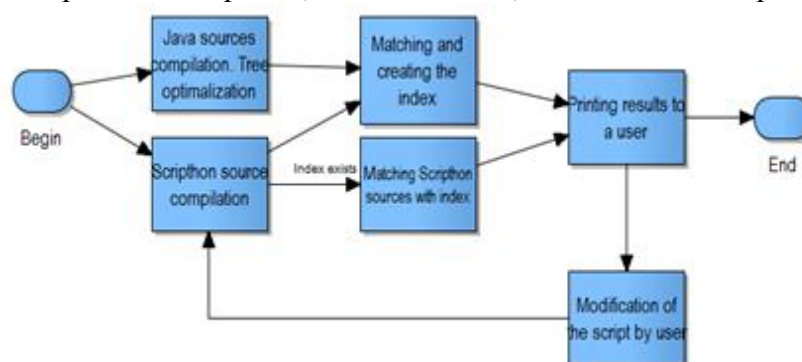 Java sources
compilation. Tree
optimalization
Matching and
creating the
index
Printing results to
a user
Begin
End
Scripthon source
compilation
Index exists
Matching Scripthon
sources with index
Modification of
the script by user